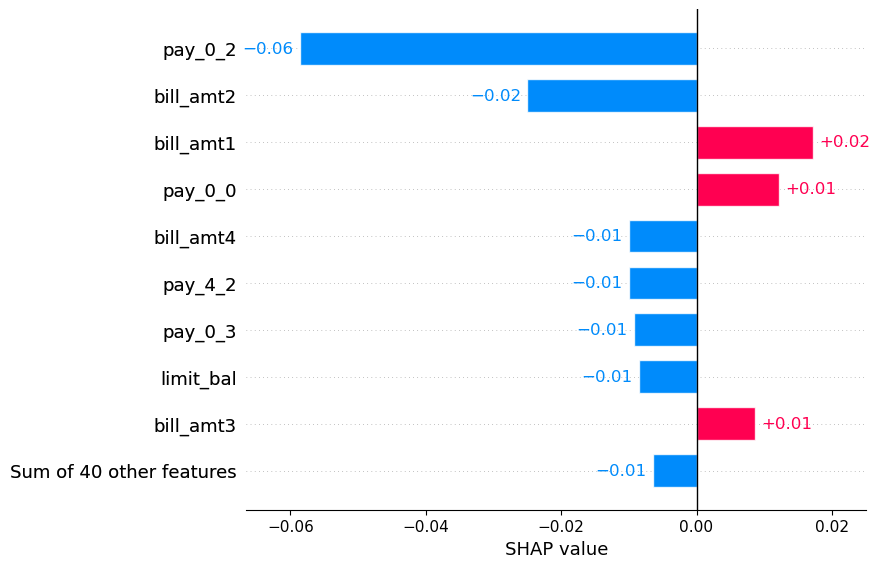 pay_0_2 −0.06
bill_amt2 −0.02
bill_amt1 +0.02
pay_0_0 +0.01
bill_amt4 −0.01
pay_4_2 −0.01
pay_0_3 −0.01
limit_bal −0.01
bill_amt3 +0.01
Sum of 40 other features −0.01
−0.06 −0.04 −0.02 0.00 0.02
SHAP value